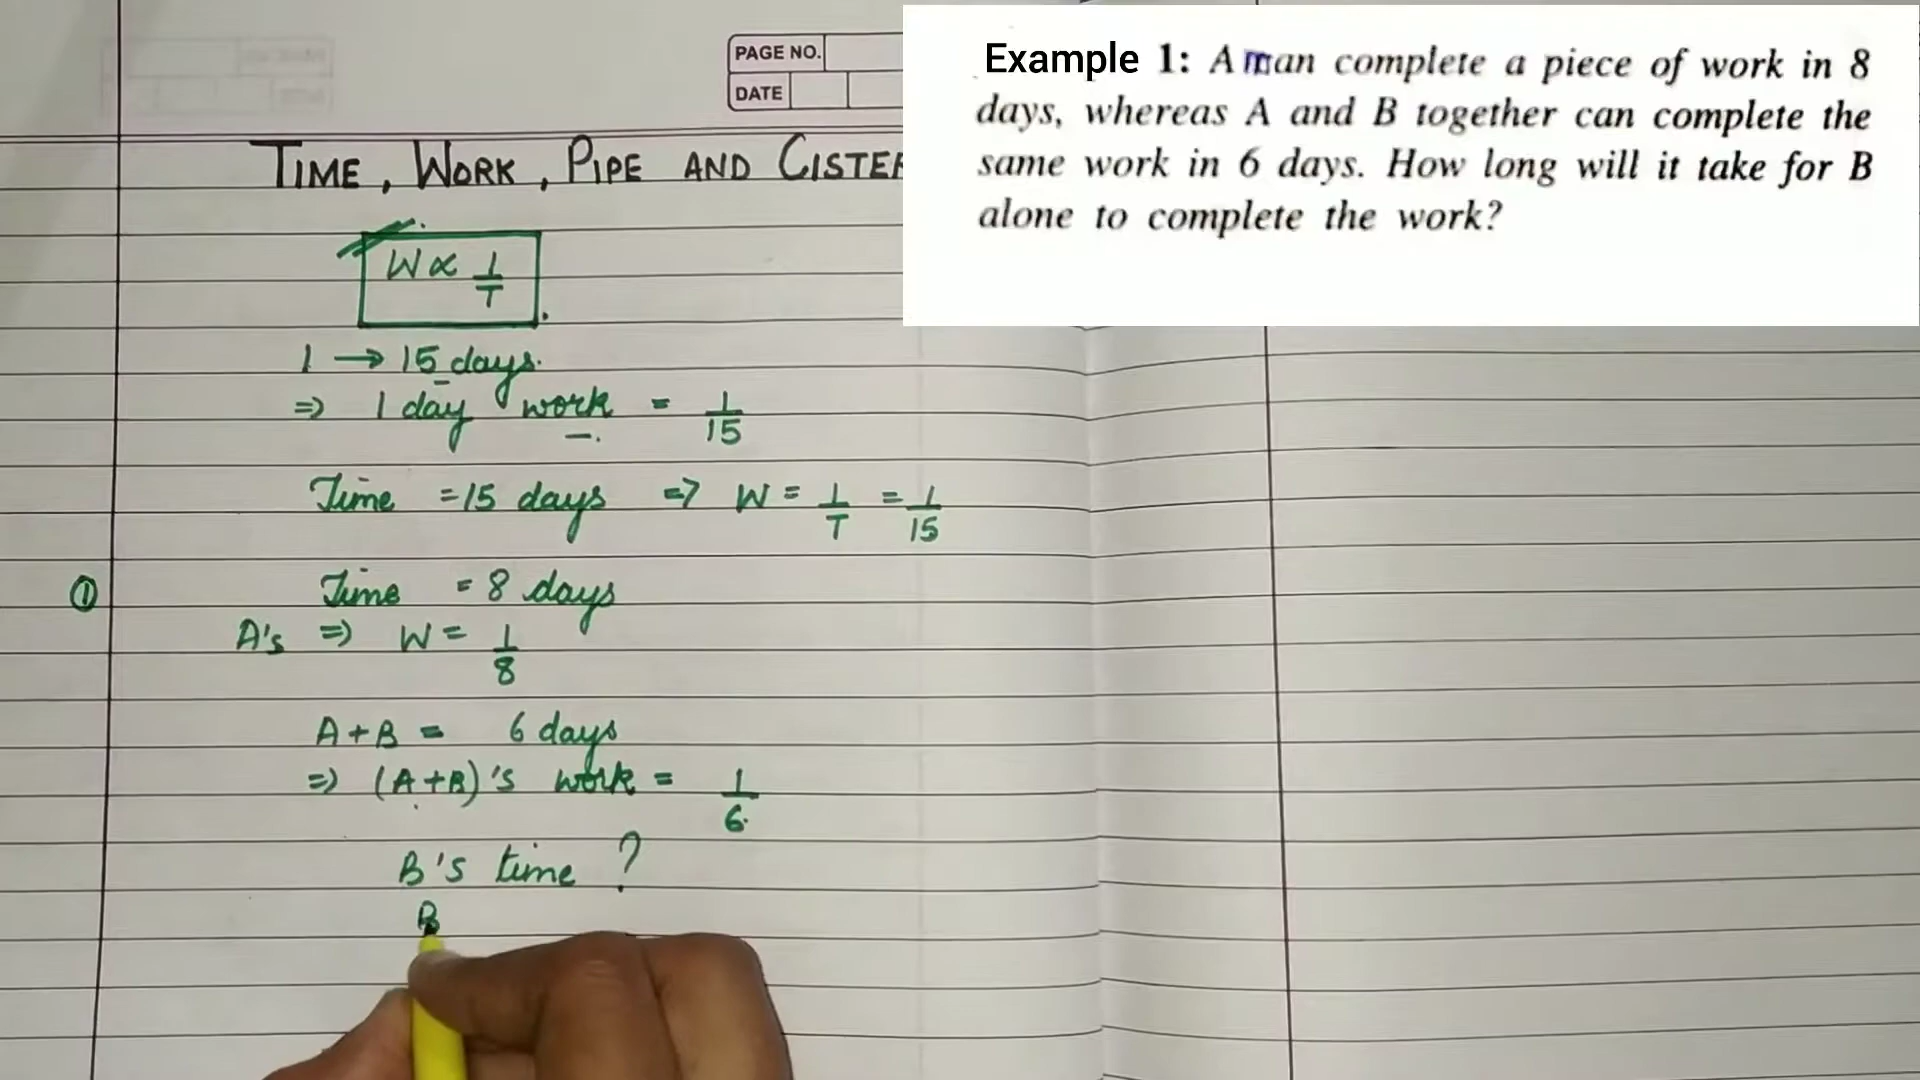 PAGE NO.
DATE
Example 1: A man complete a piece of work in 8
days, whereas A and B together can complete the
same work in 6 days. How long will it take for B
alone to complete the work?
TIME, WORK, PIPE AND CISTER
W ∝ 1/T
1 → 15 days.
⇒ 1 day work = 1/15
Time = 15 days ⇒ W = 1/T = 1/15
① Time = 8 days
A's ⇒ W = 1/8
A+B = 6 days
⇒ (A+B)'s work = 1/6
B's time ?
B